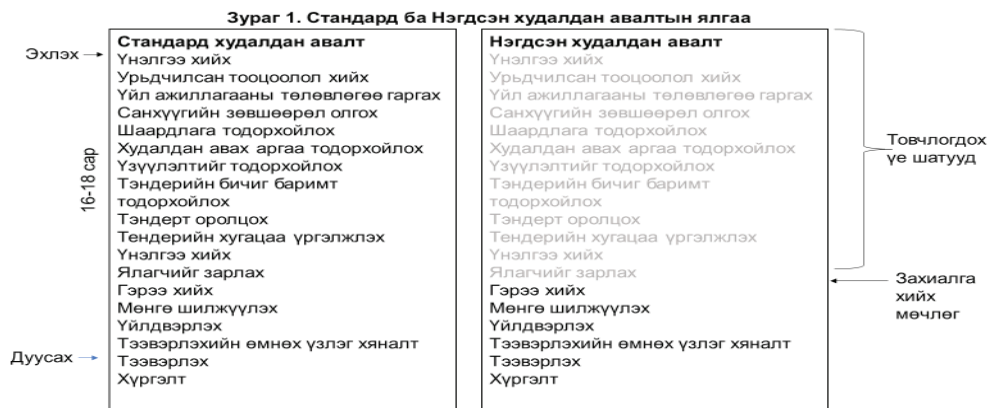 Зураг 1. Стандард ба Нэгдсэн худалдан авалтын ялгаа
Эхлэх
16-18 сар
Дуусах
Стандард худалдан авалт
Үнэлгээ хийх
Урьдчилсан тооцоолол хийх
Үйл ажиллагааны төлөвлөгөө гаргах
Санхүүгийн зөвшөөрөл олгох
Шаардлага тодорхойлох
Худалдан авах аргаа тодорхойлох
Үзүүлэлтийг тодорхойлох
Тэндерийн бичиг баримт
тодорхойлох
Тэндерт оролцох
Тендерийн хугацаа үргэлжлэх
Үнэлгээ хийх
Ялагчийг зарлах
Гэрээ хийх
Мөнгө шилжүүлэх
Үйлдвэрлэх
Тээвэрлэхийн өмнөх үзлэг хяналт
Тээвэрлэх
Хүргэлт
Нэгдсэн худалдан авалт
Үнэлгээ хийх
Урьдчилсан тооцоолол хийх
Үйл ажиллагааны төлөвлөгөө гаргах
Санхүүгийн зөвшөөрөл олгох
Шаардлага тодорхойлох
Худалдан авах аргаа тодорхойлох
Үзүүлэлтийг тодорхойлох
Тэндерийн бичиг баримт
тодорхойлох
Тэндерт оролцох
Тендерийн хугацаа үргэлжлэх
Үнэлгээ хийх
Ялагчийг зарлах
Гэрээ хийх
Мөнгө шилжүүлэх
Үйлдвэрлэх
Тээвэрлэхийн өмнөх үзлэг хяналт
Тээвэрлэх
Хүргэлт
Товчлогдох
үе шатууд
Захиалга
хийх
мөчлөг